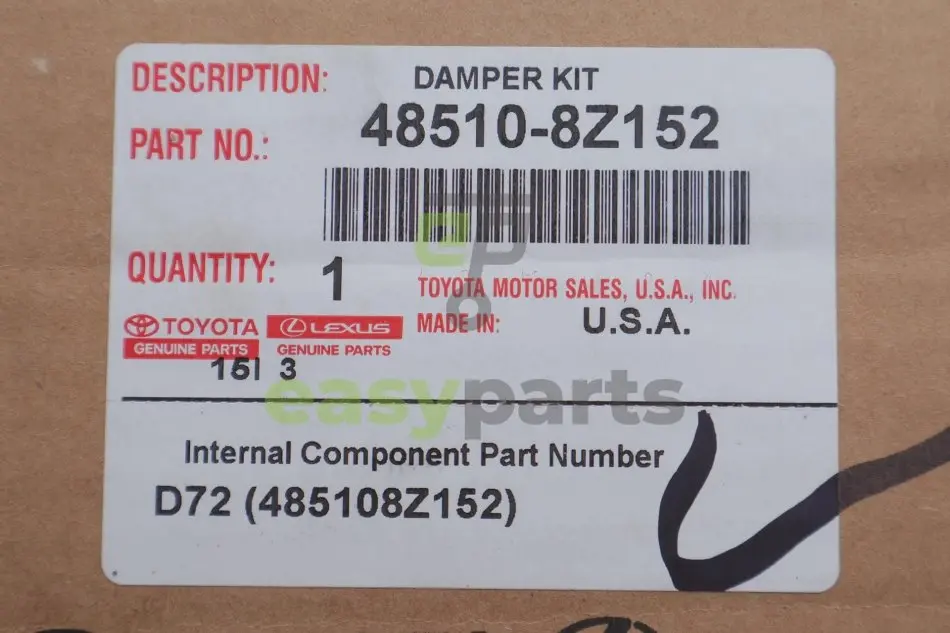 DESCRIPTION: DAMPER KIT
PART NO.: 48510-8Z152
QUANTITY: 1
TOYOTA MOTOR SALES, U.S.A., INC.
TOYOTA LEXUS MADE IN: U.S.A.
GENUINE PARTS GENUINE PARTS
15I 3
easyparts
Internal Component Part Number
D72 (485108Z152)